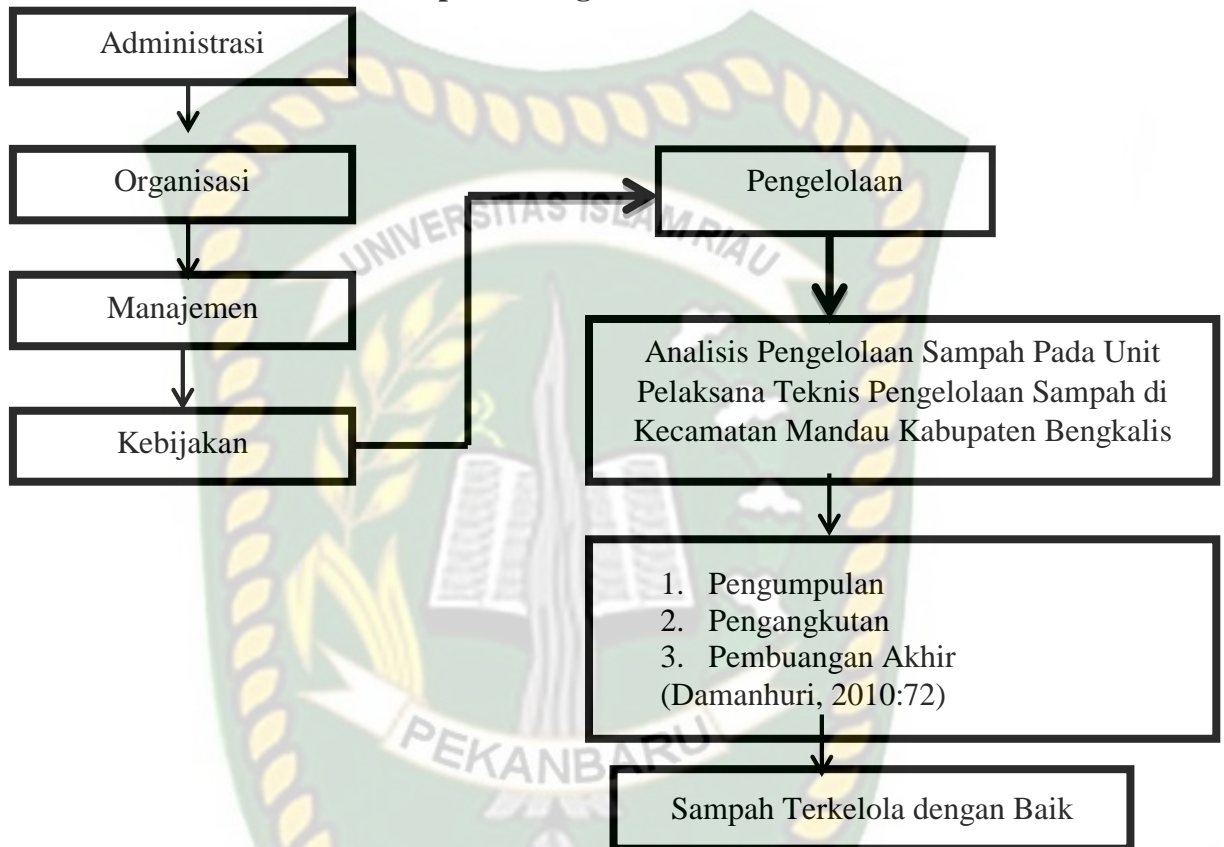 Administrasi
Organisasi
Manajemen
Kebijakan
Pengelolaan
Analisis Pengelolaan Sampah Pada Unit
Pelaksana Teknis Pengelolaan Sampah di
Kecamatan Mandau Kabupaten Bengkalis
1. Pengumpulan
2. Pengangkutan
3. Pembuangan Akhir
(Damanhuri, 2010:72)
Sampah Terkelola dengan Baik
UNIVERSITAS ISLAM RIAU
PEKANBARU